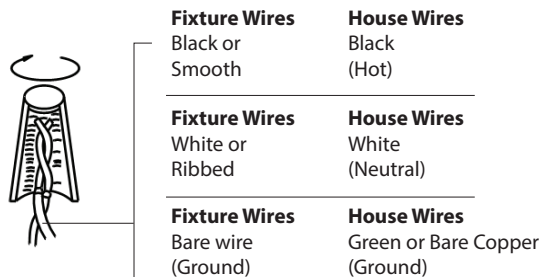 Fixture Wires House Wires
Black or Black
Smooth (Hot)
Fixture Wires House Wires
White or White
Ribbed (Neutral)
Fixture Wires House Wires
Bare wire Green or Bare Copper
(Ground) (Ground)